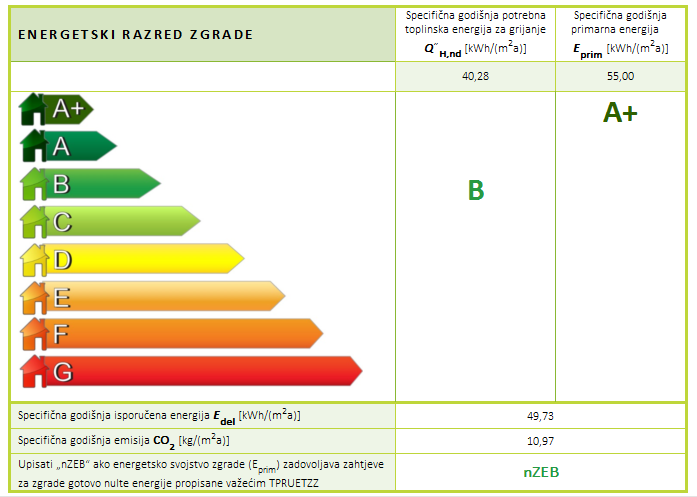 ENERGETSKI RAZRED ZGRADE
Specifična godišnja potrebna
toplinska energija za grijanje
Q˝H,nd [kWh/(m²a)]
Specifična godišnja
primarna energija
Eprim [kWh/(m²a)]
40,28
55,00
A+
A
B
C
D
E
F
G
B
A+
Specifična godišnja isporučena energija Edel [kWh/(m²a)]
49,73
Specifična godišnja emisija CO₂ [kg/(m²a)]
10,97
Upisati „nZEB“ ako energetsko svojstvo zgrade (Eprim) zadovoljava zahtjeve
za zgrade gotovo nulte energije propisane važećim TPRUETZZ
nZEB